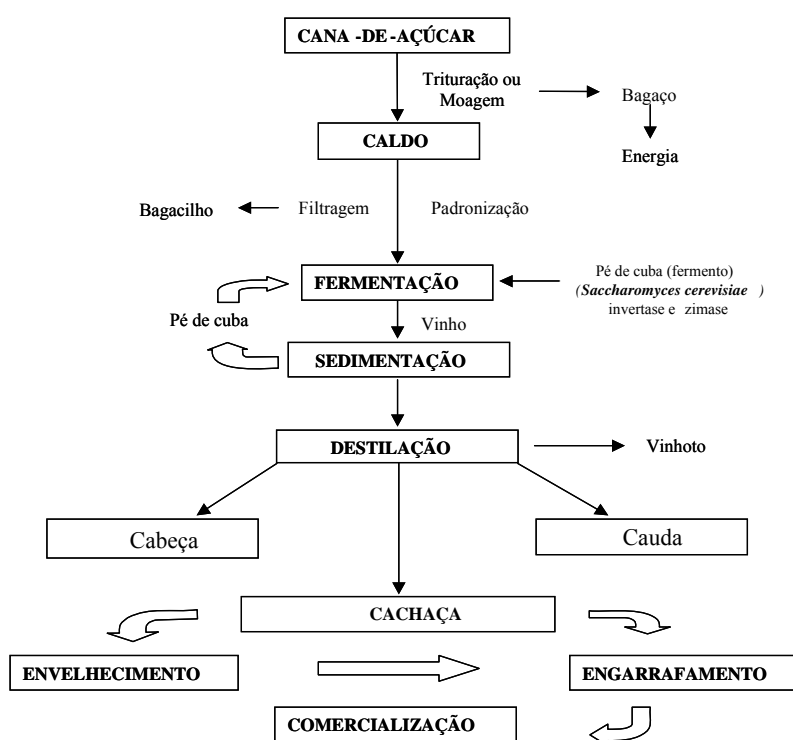 CANA -DE -AÇÚCAR
Trituração ou
Moagem
Bagaço
Energia
CALDO
Bagacilho
Filtragem
Padronização
FERMENTAÇÃO
Pé de cuba (fermento)
(Saccharomyces cerevisiae )
invertase e zimase
Pé de cuba
Vinho
SEDIMENTAÇÃO
DESTILAÇÃO
Vinhoto
Cabeça
Cauda
CACHAÇA
ENVELHECIMENTO
ENGARRAFAMENTO
COMERCIALIZAÇÃO